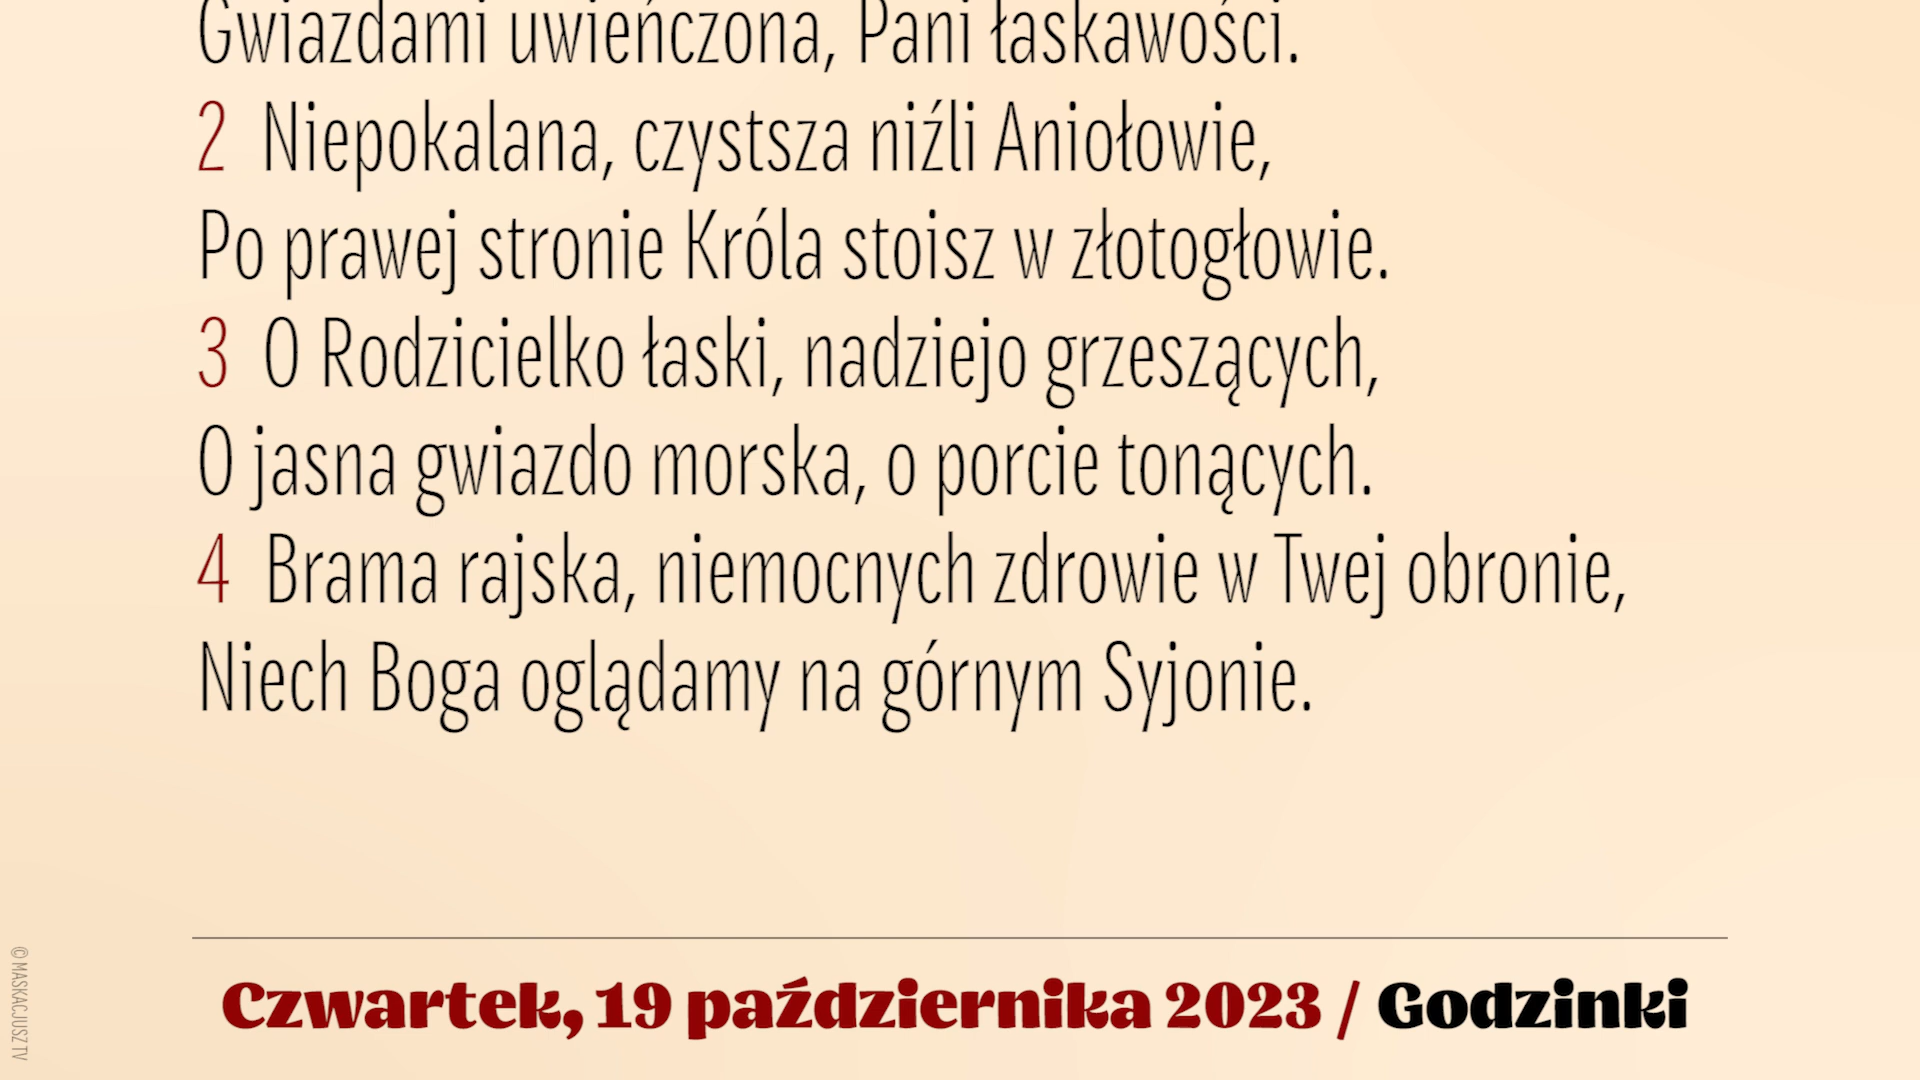 Gwiazdami uwieńczona, Pani łaskawości.
2 Niepokalana, czystsza niźli Aniołowie,
Po prawej stronie Króla stoisz w złotogłowie.
3 O Rodzicielko łaski, nadziejo grzeszących,
O jasna gwiazdo morska, o porcie tonących.
4 Brama rajska, niemocnych zdrowie w Twej obronie,
Niech Boga oglądamy na górnym Syjonie.
Czwartek, 19 października 2023 / Godzinki
© MASKACJUSZ TV